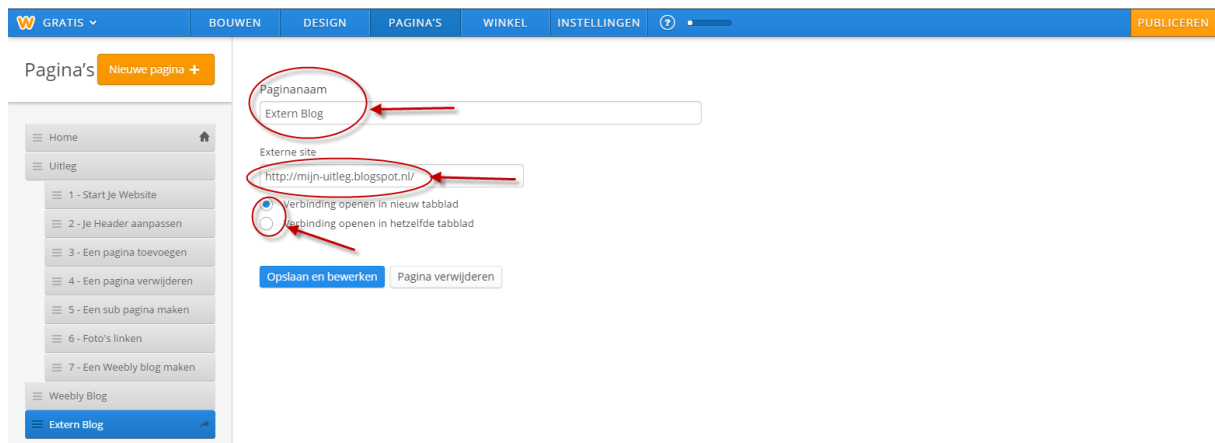 GRATIS BOUWEN DESIGN PAGINA'S WINKEL INSTELLINGEN ? PUBLICEREN
Pagina's Nieuwe pagina +
Home
Uitleg
1 - Start Je Website
2 - Je Header aanpassen
3 - Een pagina toevoegen
4 - Een pagina verwijderen
5 - Een sub pagina maken
6 - Foto's linken
7 - Een Weebly blog maken
Weebly Blog
Extern Blog
Paginanaam
Extern Blog
Externe site
http://mijn-uitleg.blogspot.nl/
Verbinding openen in nieuw tabblad
Verbinding openen in hetzelfde tabblad
Opslaan en bewerken Pagina verwijderen